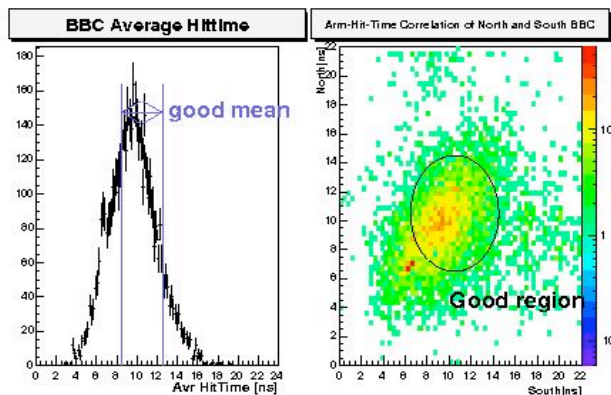 BBC Average Hittime
180
160
140
120
100
80
60
40
20
0
good mean
0 2 4 6 8 10 12 14 16 18 20 22 24
Avr HitTime [ns]
Arm-Hit-Time Correlation of North and South BBC
North[ns]
22
20
18
16
14
12
10
8
6
4
2
0
Good region
0 2 4 6 8 10 12 14 16 18 20 22
South[ns]
10
1
10